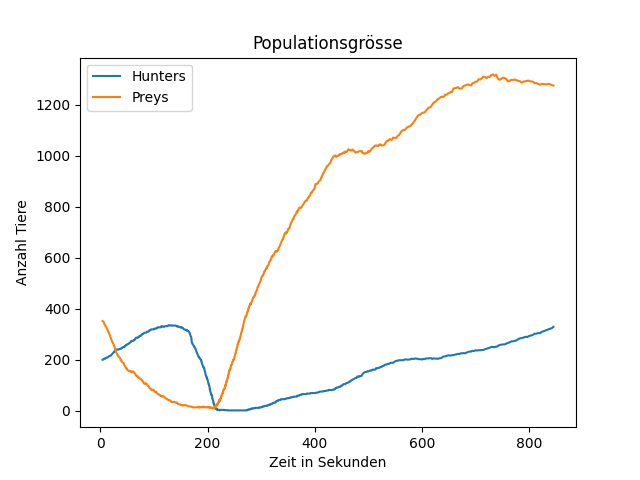 Populationsgrösse
Hunters
Preys
Anzahl Tiere
1200
1000
800
600
400
200
0
0 200 400 600 800
Zeit in Sekunden